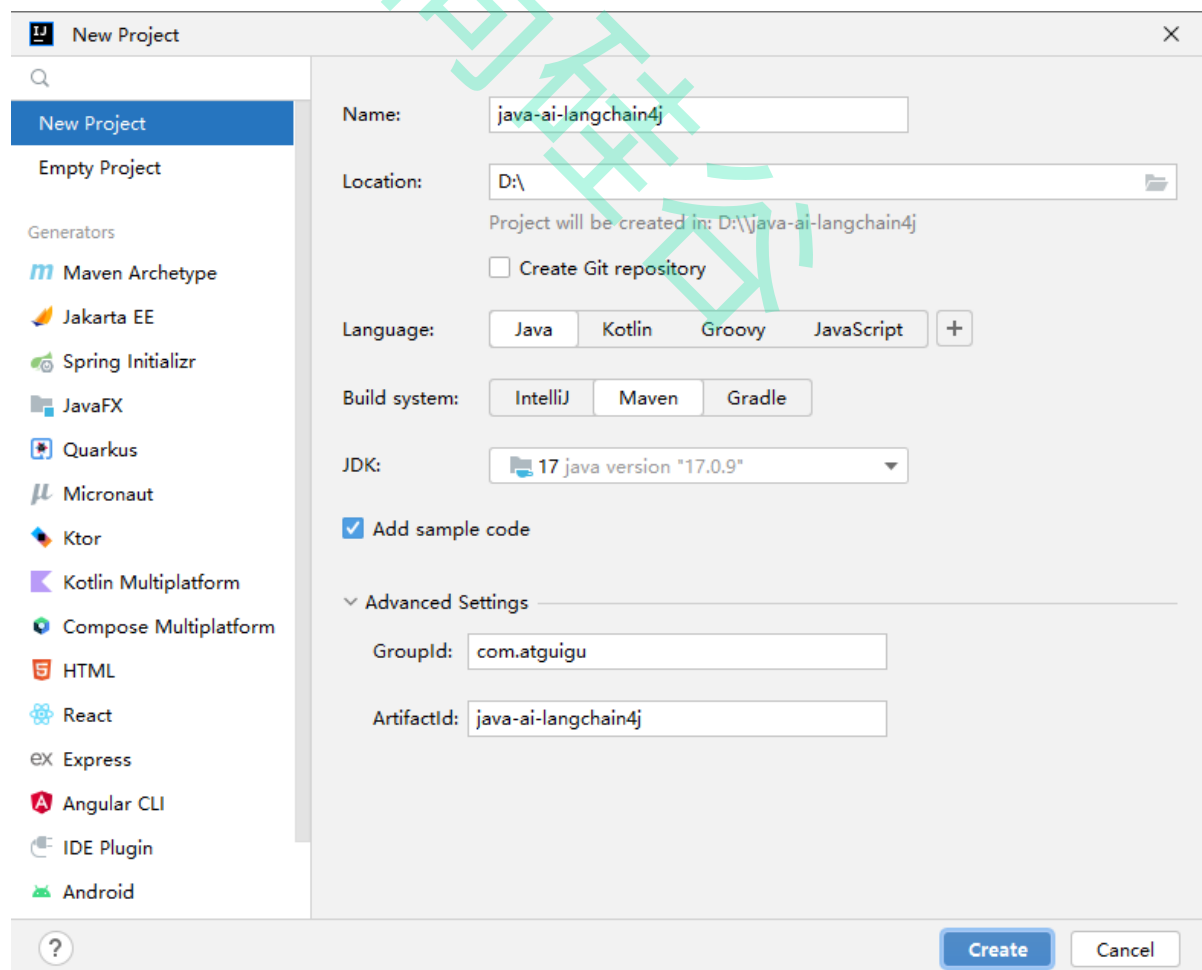 New Project
New Project
Empty Project
Generators
Maven Archetype
Jakarta EE
Spring Initializr
JavaFX
Quarkus
Micronaut
Ktor
Kotlin Multiplatform
Compose Multiplatform
HTML
React
ex Express
Angular CLI
IDE Plugin
Android
Name: java-ai-langchain4j
Location: D:\
Project will be created in: D:\\java-ai-langchain4j
Create Git repository
Language: Java Kotlin Groovy JavaScript +
Build system: IntelliJ Maven Gradle
JDK: 17 java version "17.0.9"
Add sample code
Advanced Settings
GroupId: com.atguigu
ArtifactId: java-ai-langchain4j
? Create Cancel
尚硅谷